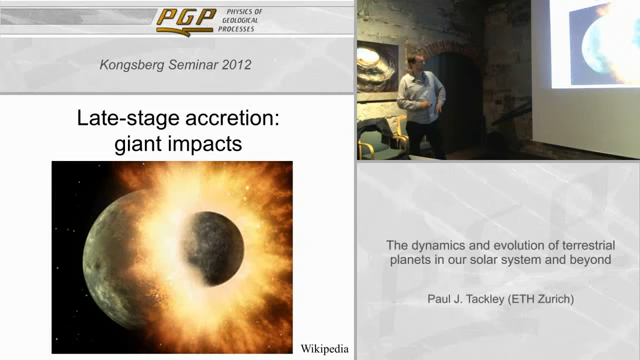 PGP
PHYSICS OF
GEOLOGICAL
PROCESSES
Kongsberg Seminar 2012
Late-stage accretion:
giant impacts
Wikipedia
The dynamics and evolution of terrestrial
planets in our solar system and beyond
Paul J. Tackley (ETH Zurich)